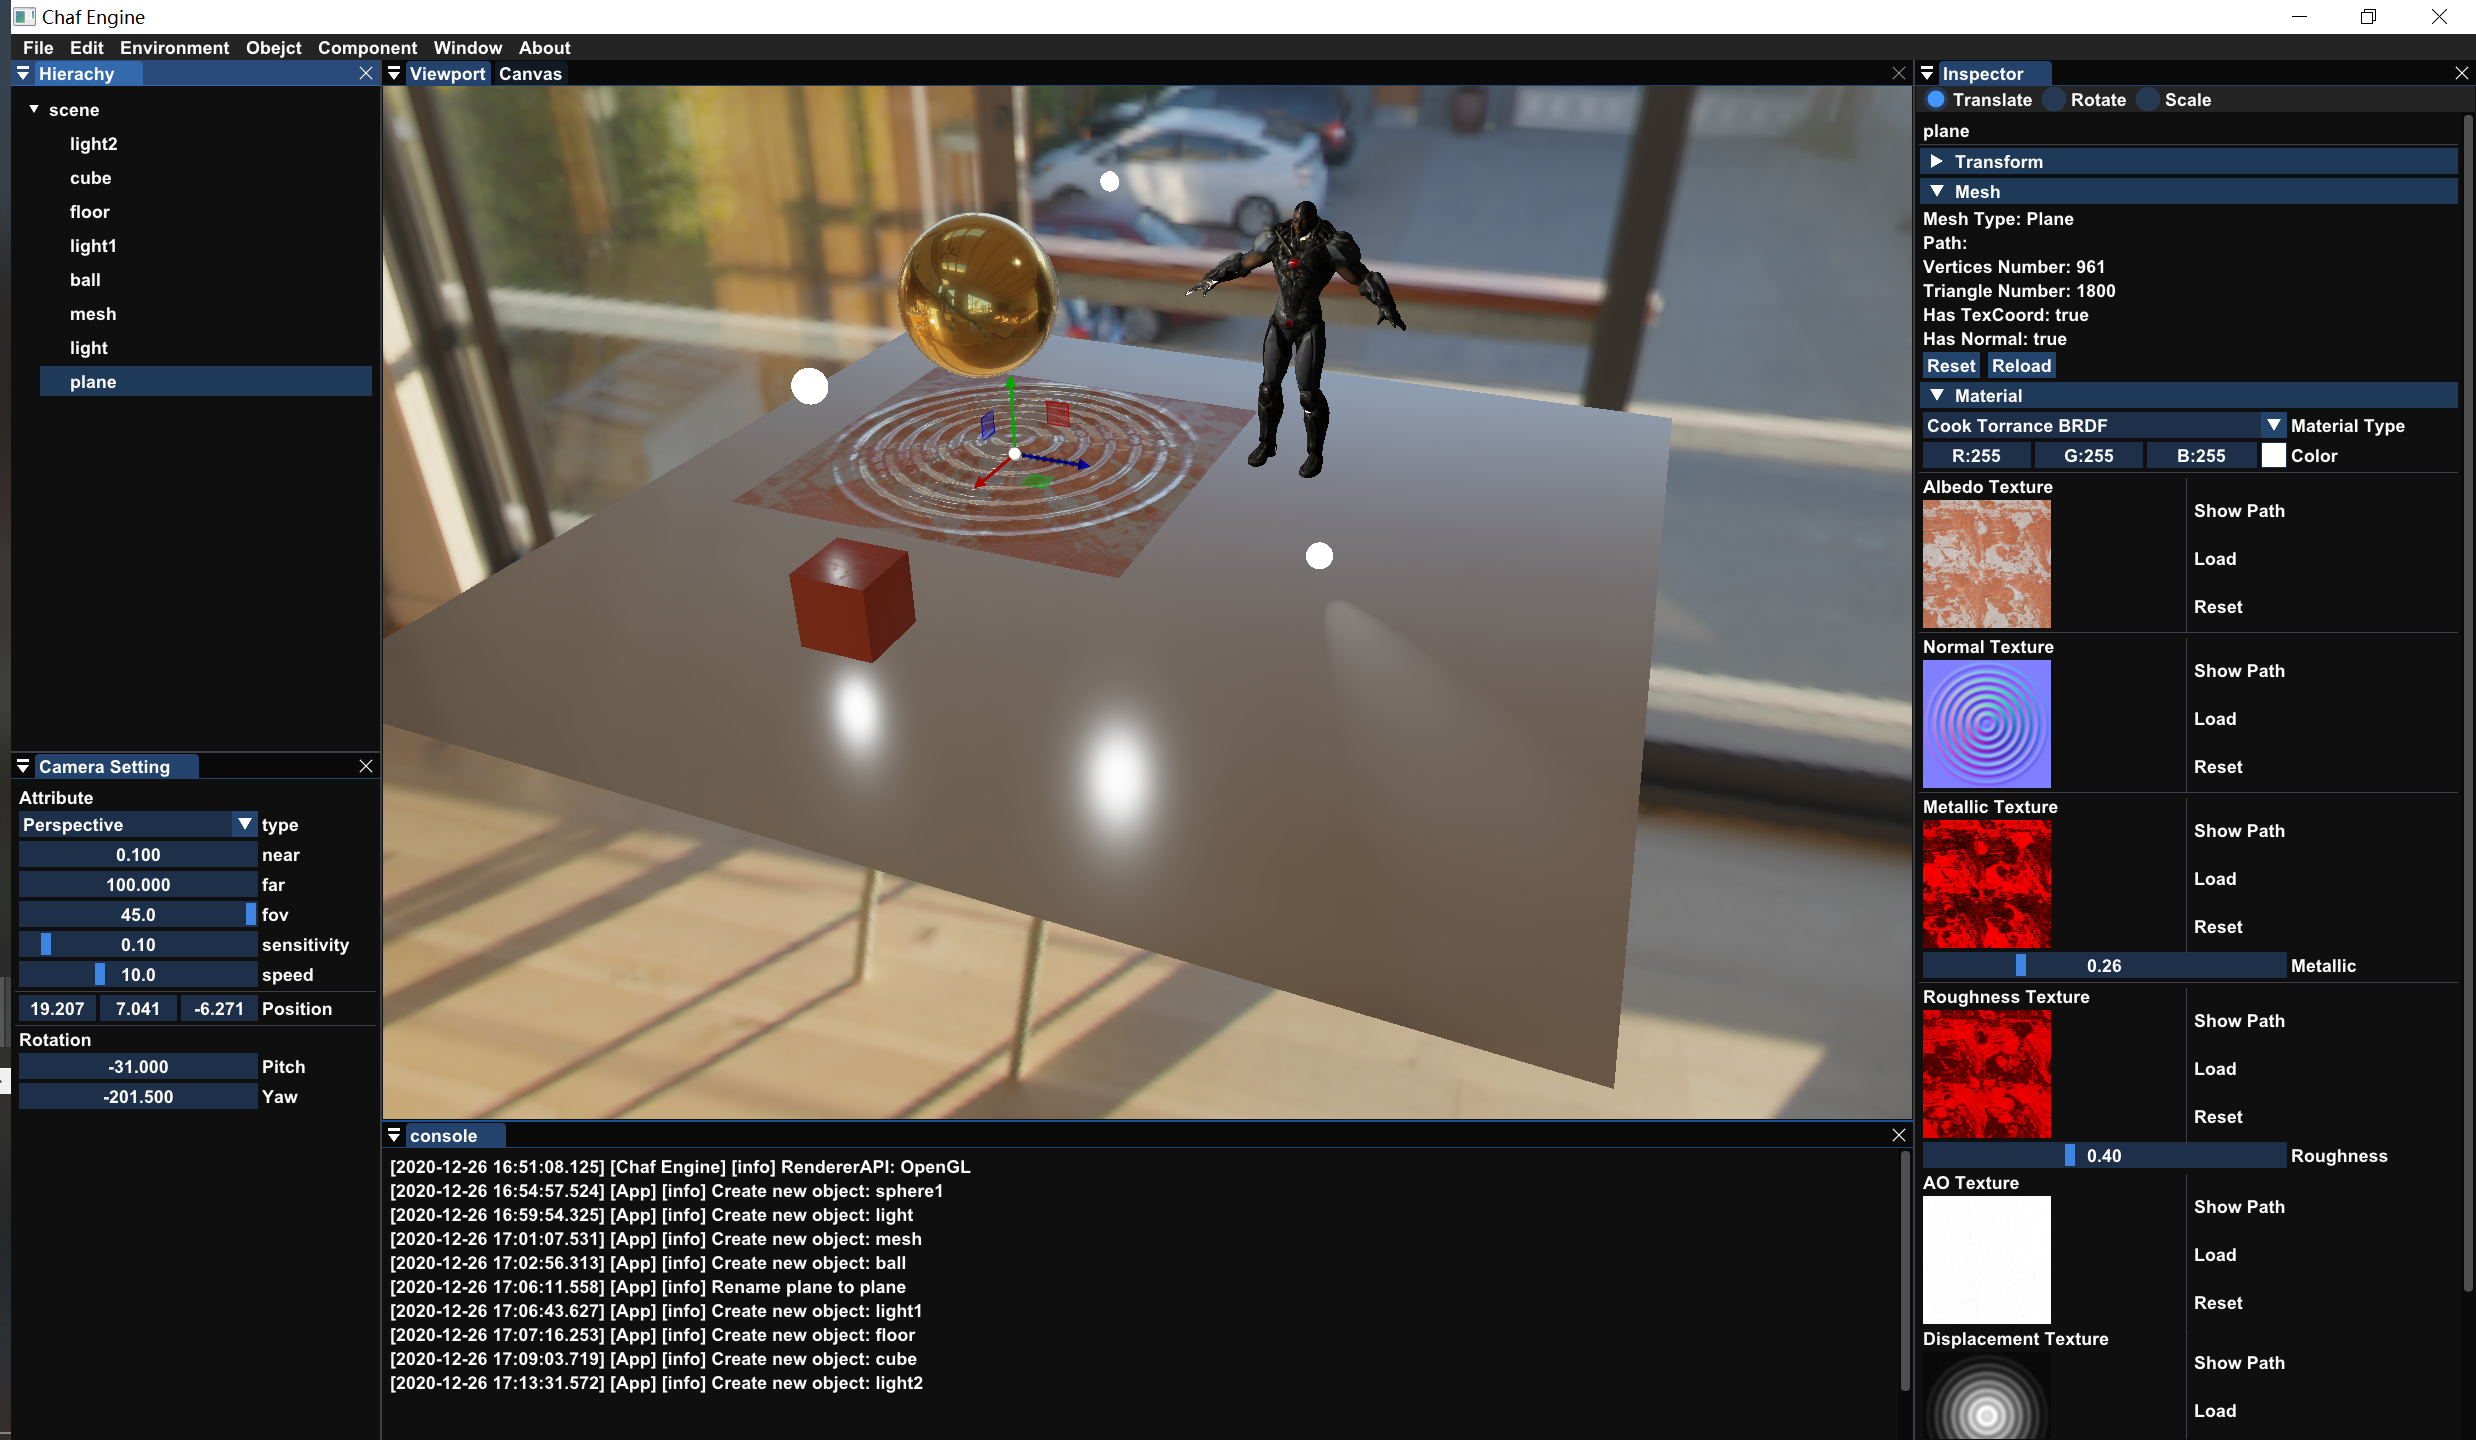 Chaf Engine
File Edit Environment Obejct Component Window About
Hierachy
scene
light2
cube
floor
light1
ball
mesh
light
plane
Camera Setting
Attribute
Perspective type
0.100 near
100.000 far
45.0 fov
0.10 sensitivity
10.0 speed
19.207 7.041 -6.271 Position
Rotation
-31.000 Pitch
-201.500 Yaw
Viewport Canvas
console
[2020-12-26 16:51:08.125] [Chaf Engine] [info] RendererAPI: OpenGL
[2020-12-26 16:54:57.524] [App] [info] Create new object: sphere1
[2020-12-26 16:59:54.325] [App] [info] Create new object: light
[2020-12-26 17:01:07.531] [App] [info] Create new object: mesh
[2020-12-26 17:02:56.313] [App] [info] Create new object: ball
[2020-12-26 17:06:11.558] [App] [info] Rename plane to plane
[2020-12-26 17:06:43.627] [App] [info] Create new object: light1
[2020-12-26 17:07:16.253] [App] [info] Create new object: floor
[2020-12-26 17:09:03.719] [App] [info] Create new object: cube
[2020-12-26 17:13:31.572] [App] [info] Create new object: light2
Inspector
Translate Rotate Scale
plane
Transform
Mesh
Mesh Type: Plane
Path:
Vertices Number: 961
Triangle Number: 1800
Has TexCoord: true
Has Normal: true
Reset Reload
Material
Cook Torrance BRDF Material Type
R:255 G:255 B:255 Color
Albedo Texture
Show Path
Load
Reset
Normal Texture
Show Path
Load
Reset
Metallic Texture
Show Path
Load
Reset
0.26 Metallic
Roughness Texture
Show Path
Load
Reset
0.40 Roughness
AO Texture
Show Path
Load
Reset
Displacement Texture
Show Path
Load